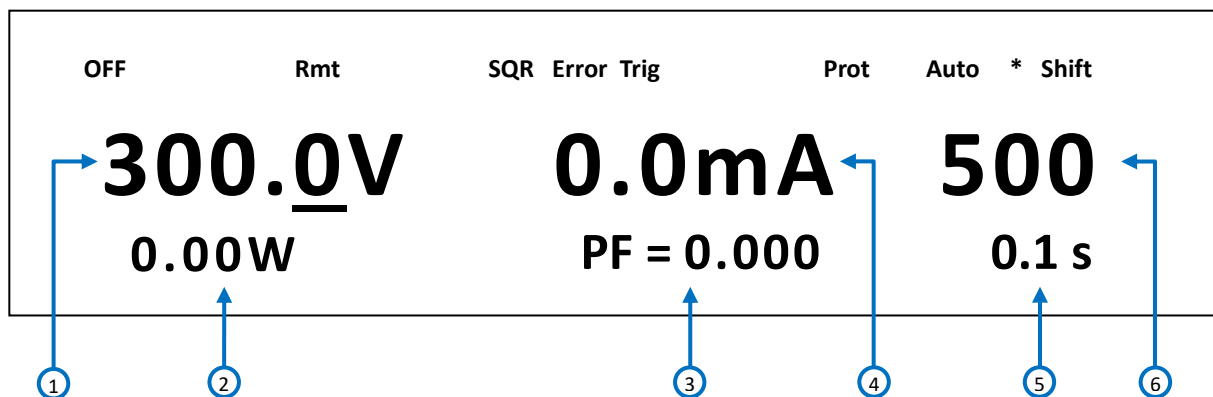 OFF Rmt SQR Error Trig Prot Auto * Shift
300.0V 0.0mA 500
0.00W PF = 0.000 0.1 s
1 2 3 4 5 6